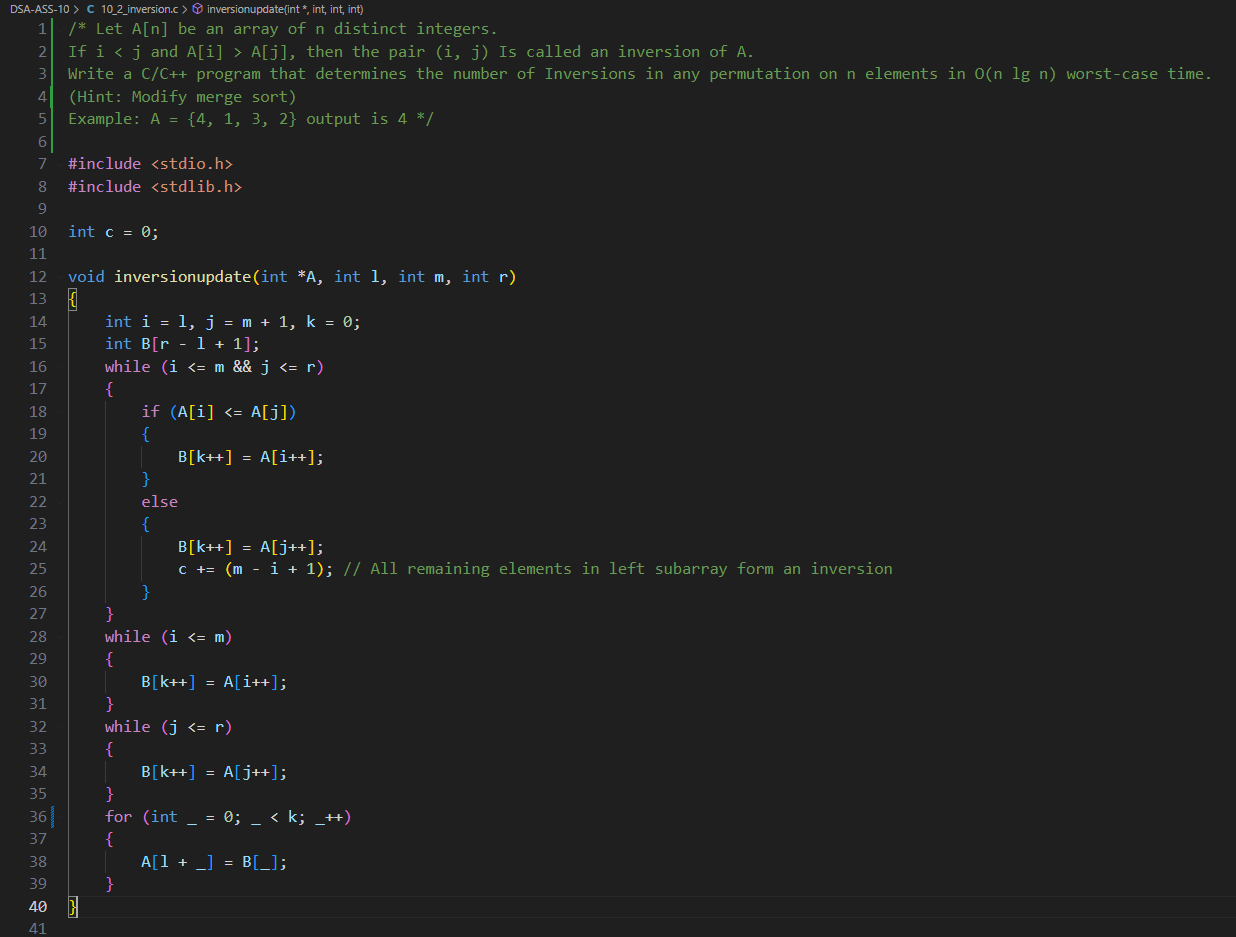 DSA-ASS-10 > C 10_2_inversion.c > inversionupdate(int *, int, int, int)
1 /* Let A[n] be an array of n distinct integers.
2 If i < j and A[i] > A[j], then the pair (i, j) Is called an inversion of A.
3 Write a C/C++ program that determines the number of Inversions in any permutation on n elements in O(n lg n) worst-case time.
4 (Hint: Modify merge sort)
5 Example: A = {4, 1, 3, 2} output is 4 */
6
7 #include <stdio.h>
8 #include <stdlib.h>
9
10 int c = 0;
11
12 void inversionupdate(int *A, int l, int m, int r)
13 {
14     int i = l, j = m + 1, k = 0;
15     int B[r - l + 1];
16     while (i <= m && j <= r)
17     {
18         if (A[i] <= A[j])
19         {
20             B[k++] = A[i++];
21         }
22         else
23         {
24             B[k++] = A[j++];
25             c += (m - i + 1); // All remaining elements in left subarray form an inversion
26         }
27     }
28     while (i <= m)
29     {
30         B[k++] = A[i++];
31     }
32     while (j <= r)
33     {
34         B[k++] = A[j++];
35     }
36     for (int _ = 0; _ < k; _++)
37     {
38         A[l + _] = B[_];
39     }
40 }
41